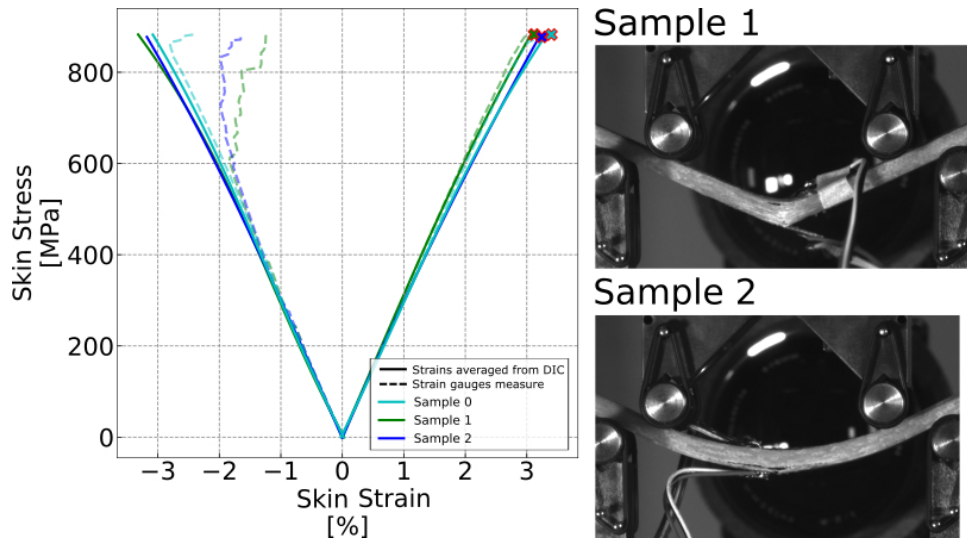 800
600
400
200
0
Skin Stress
[MPa]
−3 −2 −1 0 1 2 3
Skin Strain
[%]
Strains averaged from DIC
Strain gauges measure
Sample 0
Sample 1
Sample 2
Sample 1
Sample 2